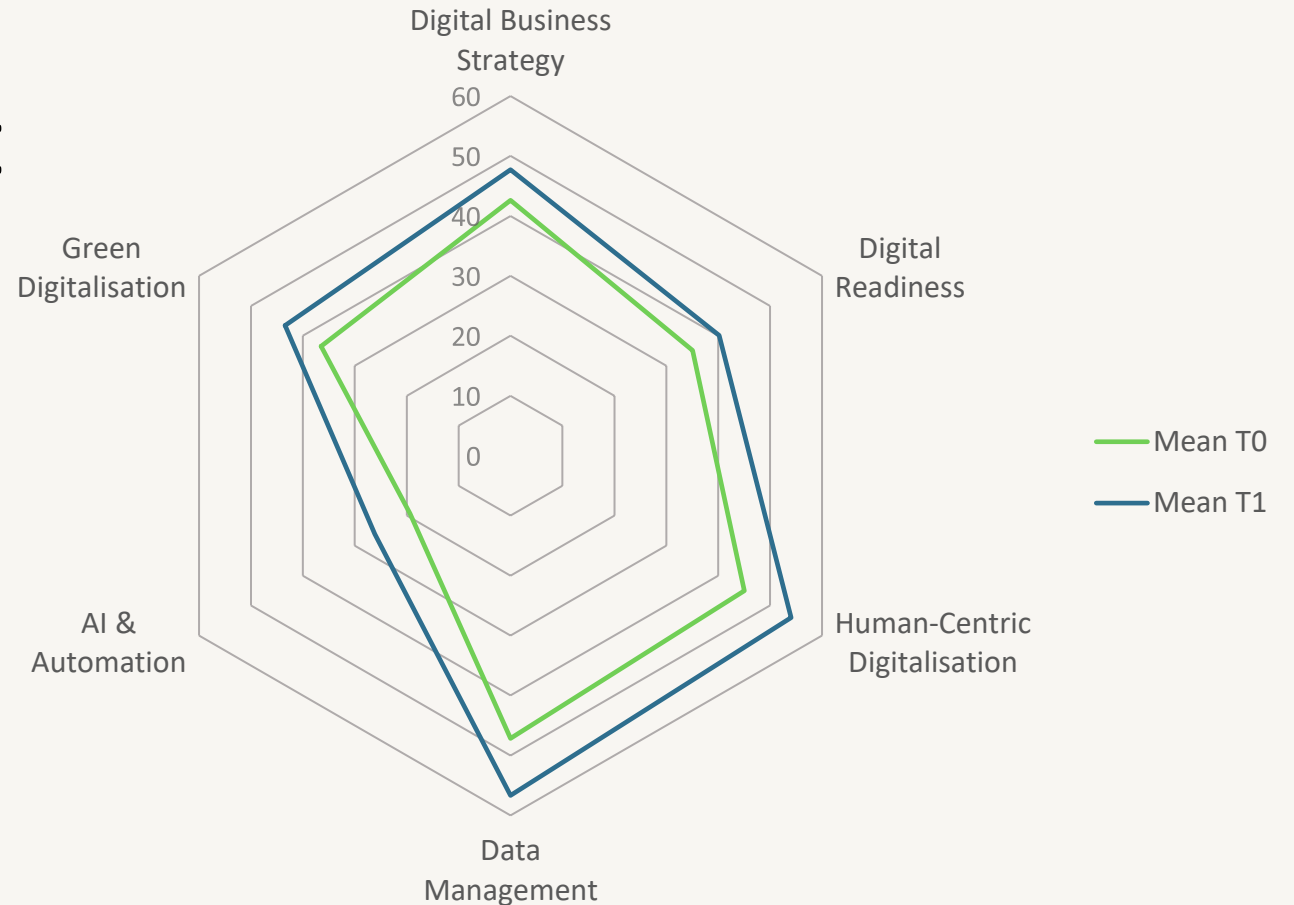 Digital Business
Strategy
60
50
40
30
20
10
0
Green
Digitalisation
Digital
Readiness
Mean T0
Mean T1
AI &
Automation
Human-Centric
Digitalisation
Data
Management